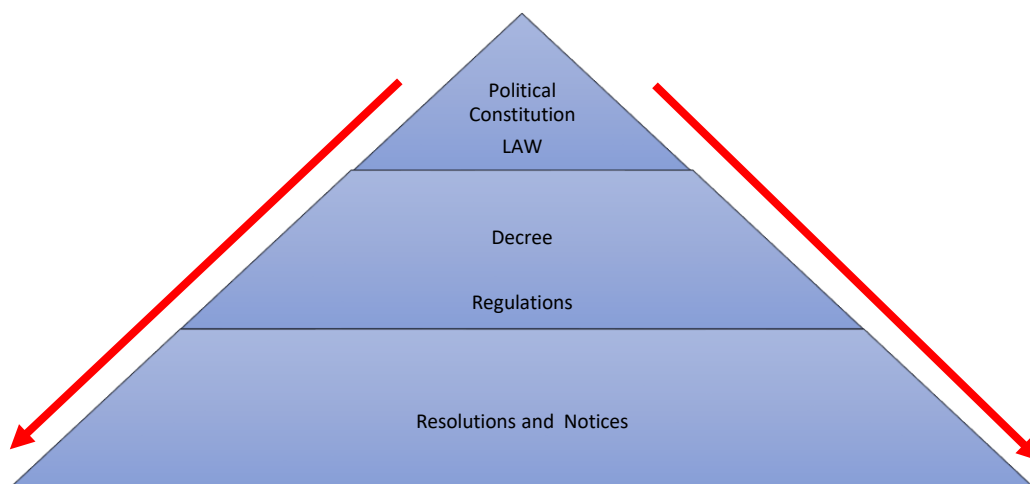 Political
Constitution
LAW
Decree
Regulations
Resolutions and Notices